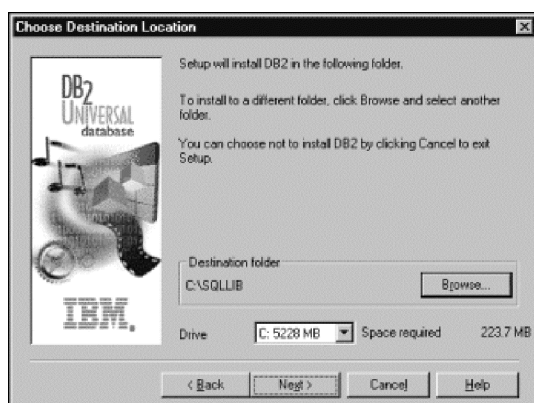 Choose Destination Location
DB2
UNIVERSAL
database
IBM.
Setup will install DB2 in the following folder.
To install to a different folder, click Browse and select another
folder.
You can choose not to install DB2 by clicking Cancel to exit
Setup.
Destination folder
C:\SQLLIB
Browse...
Drive C: 5228 MB Space required 223.7 MB
< Back Next > Cancel Help